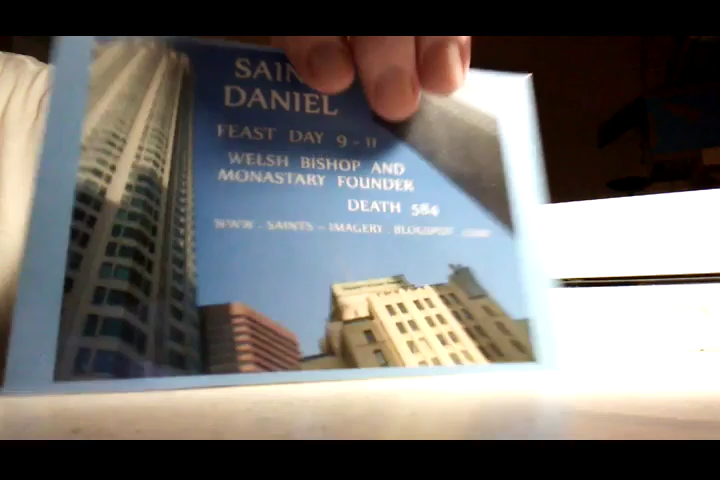 SAIN
DANIEL
FEAST DAY 9 - 11
WELSH BISHOP AND
MONASTARY FOUNDER
DEATH 584
WWW . SAINTS - IMAGERY . BLOGSPOT . COM